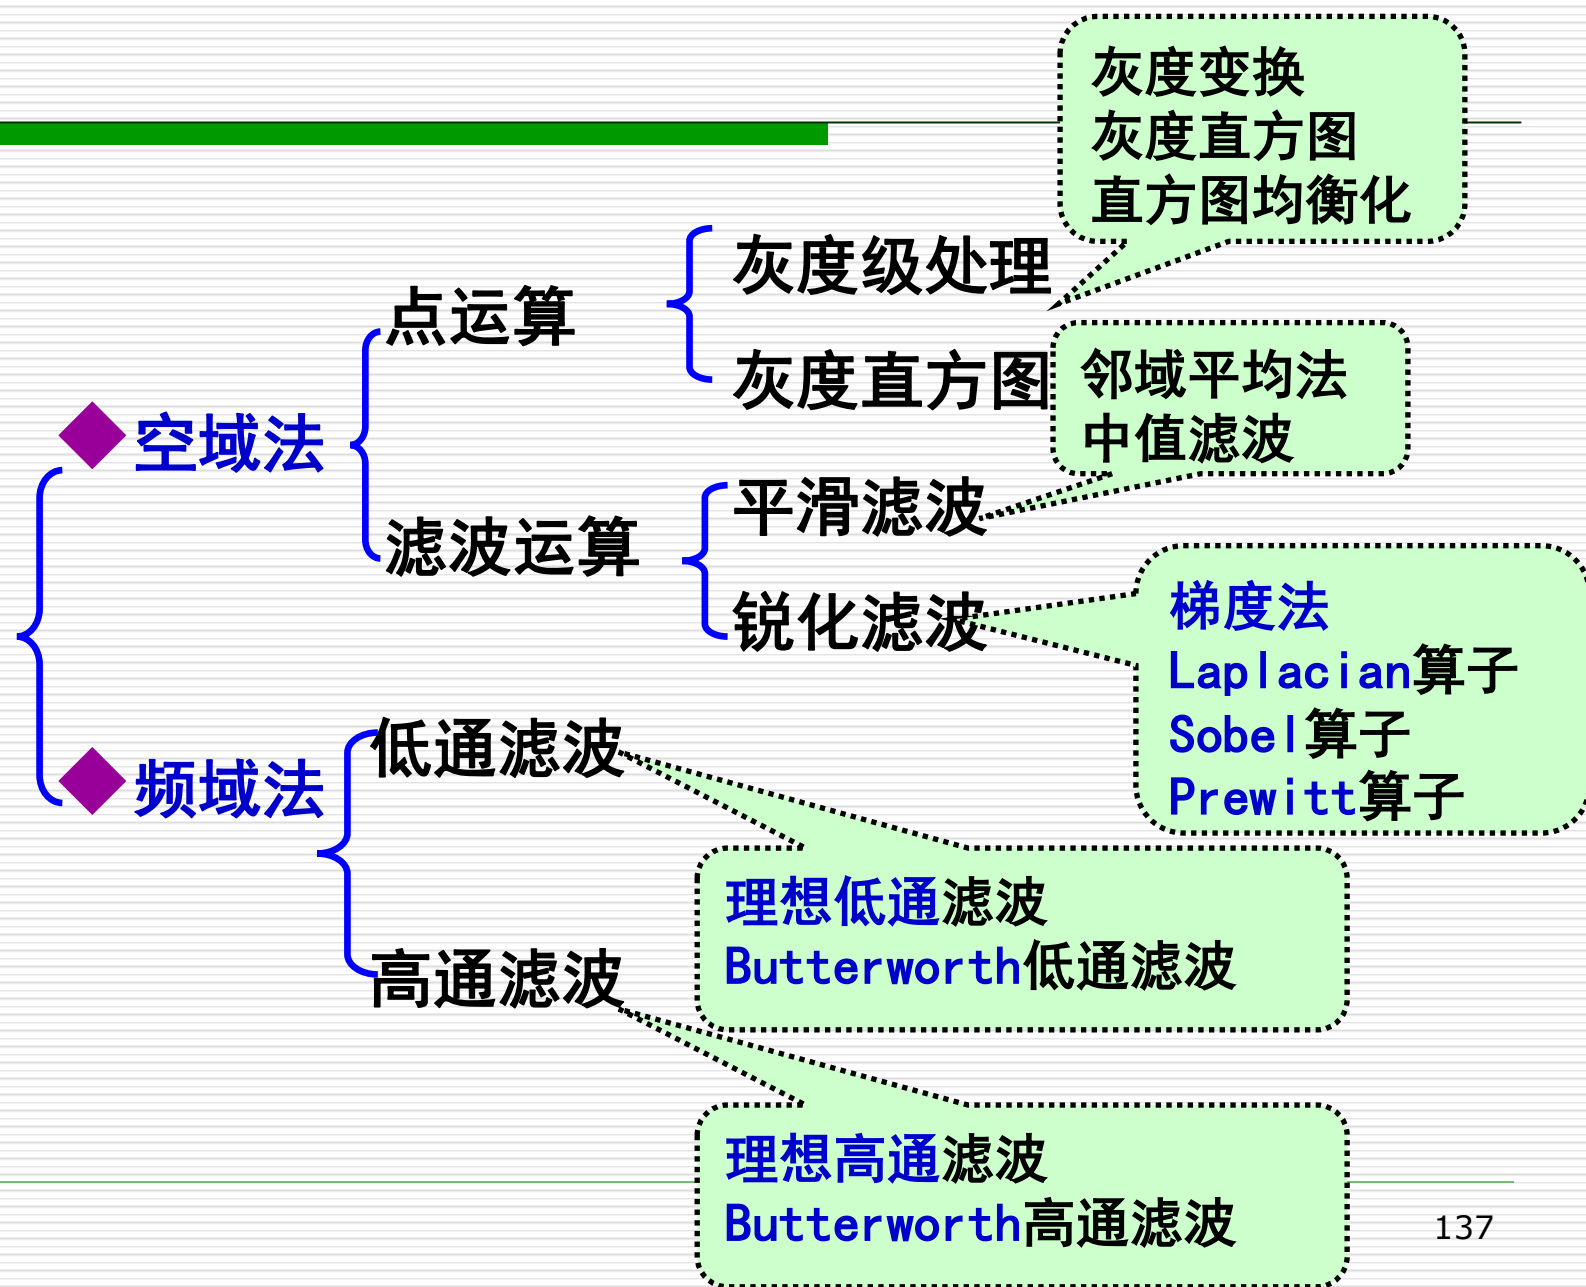 灰度变换
灰度直方图
直方图均衡化
灰度级处理
点运算
灰度直方图
邻域平均法
中值滤波
空域法
平滑滤波
滤波运算
锐化滤波
梯度法
Laplacian算子
Sobel算子
Prewitt算子
低通滤波
频域法
理想低通滤波
Butterworth低通滤波
高通滤波
理想高通滤波
Butterworth高通滤波
137